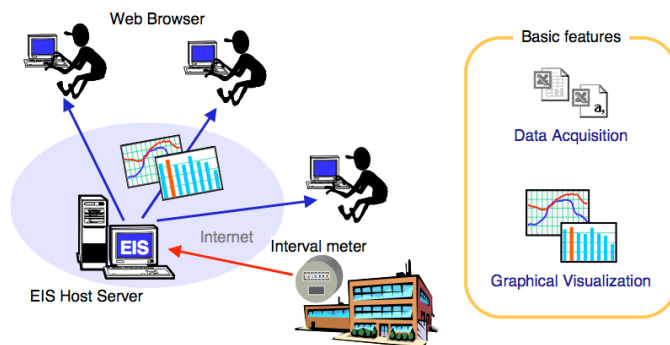 Web Browser
Basic features
a,
Data Acquisition
EIS
Internet
Interval meter
EIS Host Server
Graphical Visualization